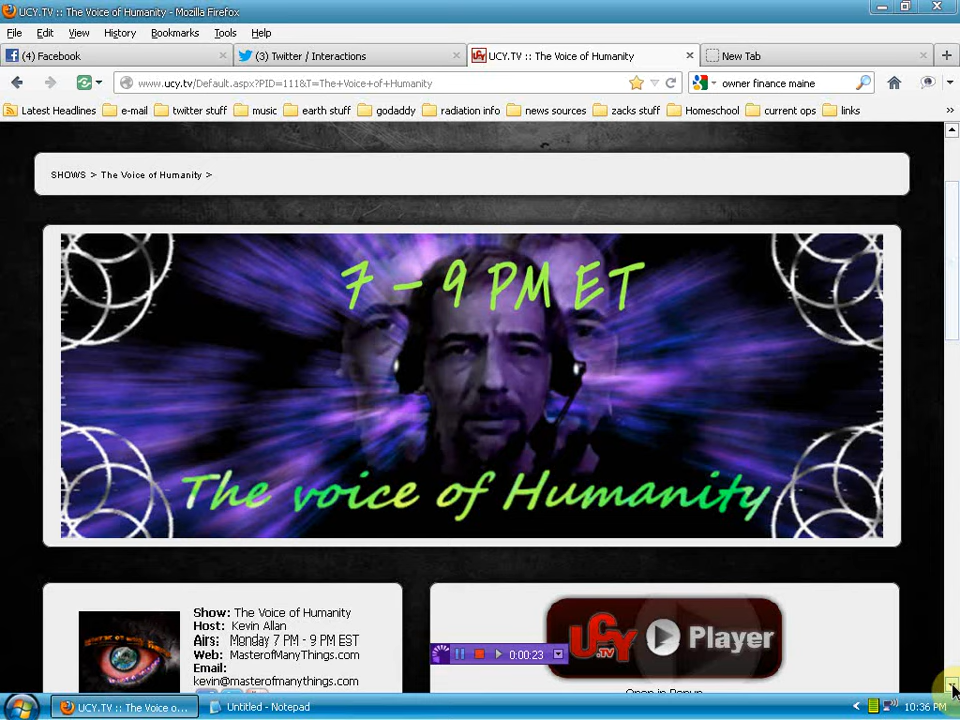 UCY.TV :: The Voice of Humanity - Mozilla Firefox
File Edit View History Bookmarks Tools Help
(4) Facebook
(3) Twitter / Interactions
UCY.TV :: The Voice of Humanity
New Tab
www.ucy.tv/Default.aspx?PID=111&T=The+Voice+of+Humanity
owner finance maine
Latest Headlines e-mail twitter stuff music earth stuff godaddy radiation info news sources zacks stuff Homeschool current ops links »
SHOWS > The Voice of Humanity >
7 - 9 PM ET
The voice of Humanity
Show: The Voice of Humanity
Host: Kevin Allan
Airs: Monday 7 PM - 9 PM EST
Web: MasterofManyThings.com
Email:
kevin@masterofmanythings.com
UCY.TV Player
0:00:23
Open in Popup
UCY.TV :: The Voice o...
Untitled - Notepad
10:36 PM